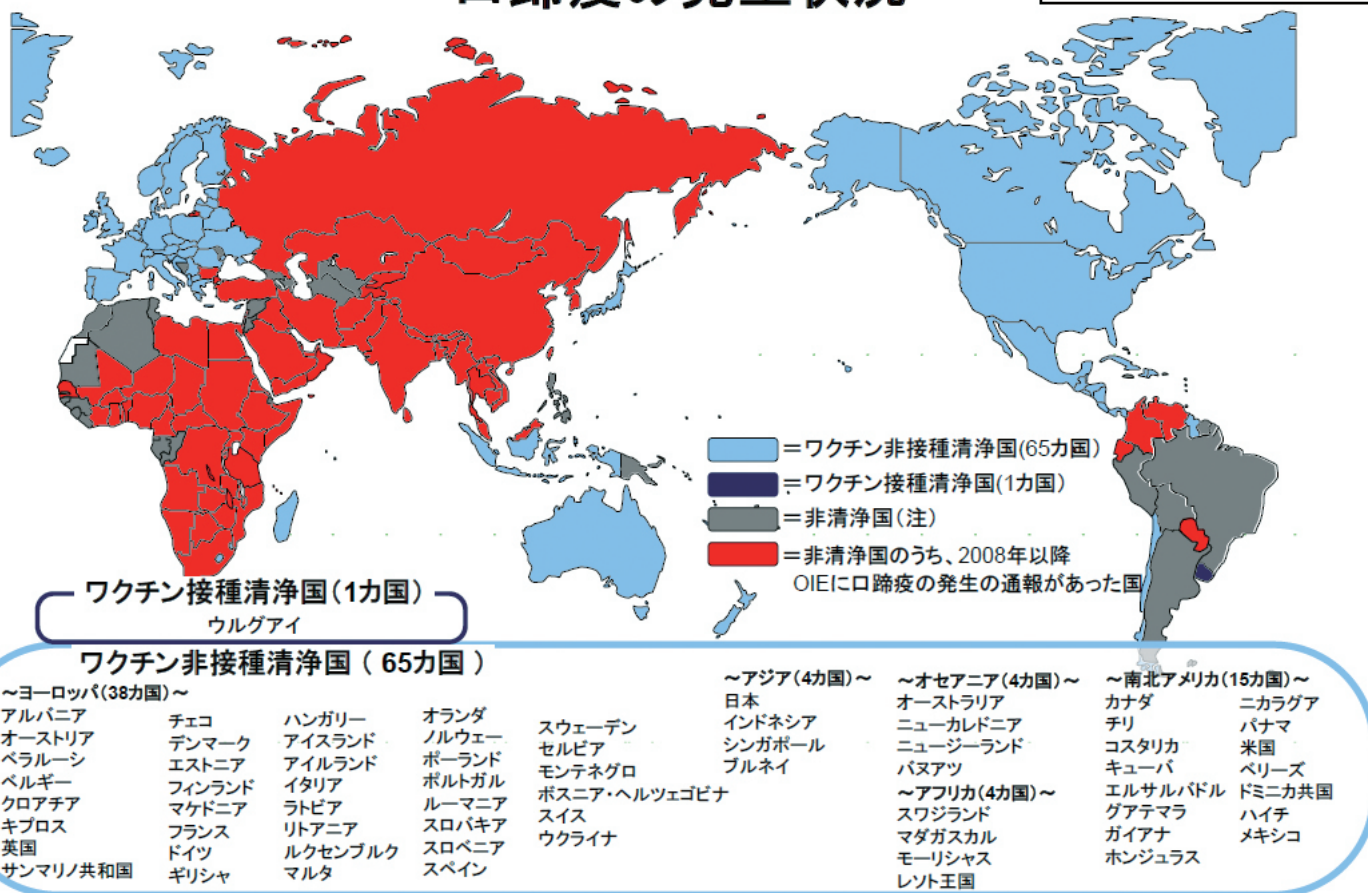 口蹄疫の発生状況
=ワクチン非接種清浄国(65カ国)
=ワクチン接種清浄国(1カ国)
=非清浄国(注)
=非清浄国のうち、2008年以降
OIEに口蹄疫の発生の通報があった国
ワクチン接種清浄国(1カ国)
ウルグアイ
ワクチン非接種清浄国(65カ国)
~ヨーロッパ(38カ国)~
アルバニア
オーストリア
ベラルーシ
ベルギー
クロアチア
キプロス
英国
サンマリノ共和国
チェコ
デンマーク
エストニア
フィンランド
マケドニア
フランス
ドイツ
ギリシャ
ハンガリー
アイスランド
アイルランド
イタリア
ラトビア
リトアニア
ルクセンブルク
マルタ
オランダ
ノルウェー
ポーランド
ポルトガル
ルーマニア
スロバキア
スロベニア
スペイン
スウェーデン
セルビア
モンテネグロ
ボスニア・ヘルツェゴビナ
スイス
ウクライナ
~アジア(4カ国)~
日本
インドネシア
シンガポール
ブルネイ
~オセアニア(4カ国)~
オーストラリア
ニューカレドニア
ニュージーランド
バヌアツ
~アフリカ(4カ国)~
スワジランド
マダガスカル
モーリシャス
レソト王国
~南北アメリカ(15カ国)~
カナダ
チリ
コスタリカ
キューバ
エルサルバドル
グアテマラ
ガイアナ
ホンジュラス
ニカラグア
パナマ
米国
ベリーズ
ドミニカ共国
ハイチ
メキシコ